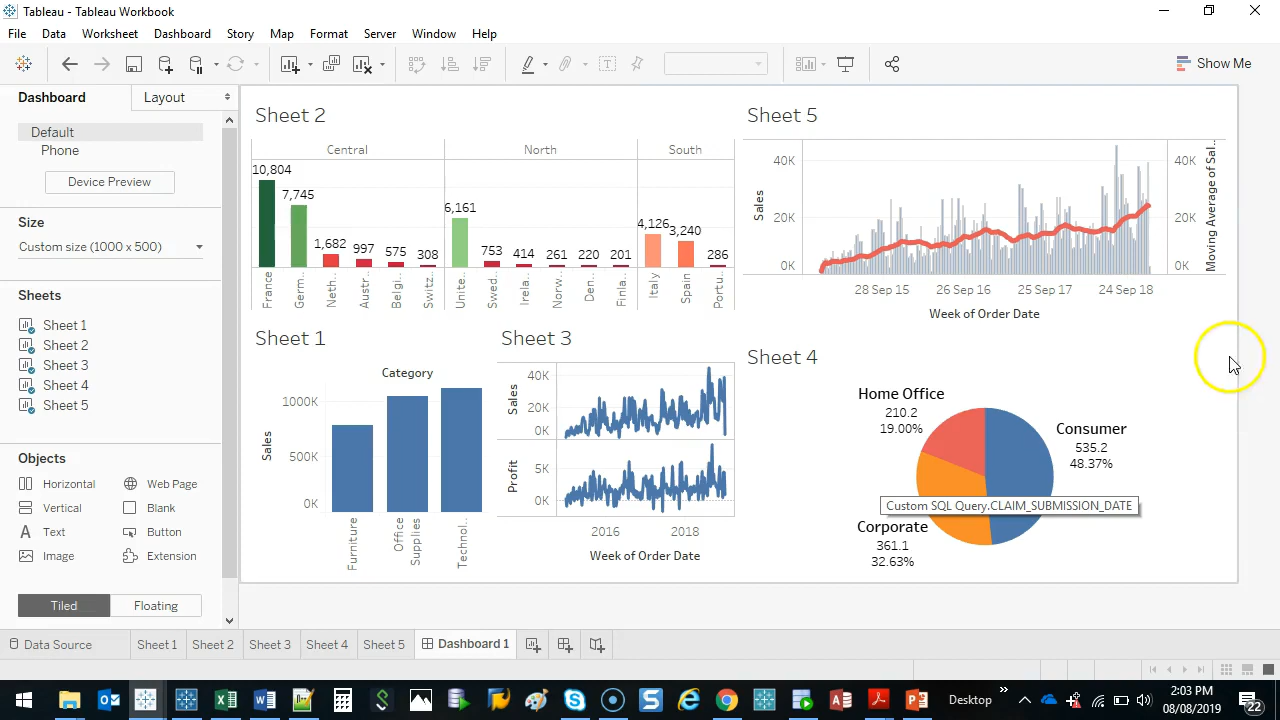 Tableau - Tableau Workbook
File Data Worksheet Dashboard Story Map Format Server Window Help
Show Me
Dashboard Layout
Default
Phone
Device Preview
Size
Custom size (1000 x 500)
Sheets
Sheet 1
Sheet 2
Sheet 3
Sheet 4
Sheet 5
Objects
Horizontal Web Page
Vertical Blank
Text Button
Image Extension
Tiled Floating
Sheet 2
Central North South
10,804
7,745
1,682
997
575
308
6,161
753
414
261
220
201
4,126
3,240
286
France
Germ..
Neth..
Austr..
Belgi..
Switz..
Unite..
Swed..
Irela..
Norw..
Den..
Finla..
Italy
Spain
Portu..
Sheet 5
Sales
40K
20K
0K
40K
20K
0K
Moving Average of Sal..
28 Sep 15 26 Sep 16 25 Sep 17 24 Sep 18
Week of Order Date
Sheet 1
Category
Sales
1000K
500K
0K
Furniture
Office
Supplies
Technol..
Sheet 3
Sales
40K
20K
0K
Profit
5K
0K
2016 2018
Week of Order Date
Sheet 4
Home Office
210.2
19.00%
Consumer
535.2
48.37%
Custom SQL Query.CLAIM_SUBMISSION_DATE
Corporate
361.1
32.63%
Data Source Sheet 1 Sheet 2 Sheet 3 Sheet 4 Sheet 5 Dashboard 1
Desktop
2:03 PM
08/08/2019
22